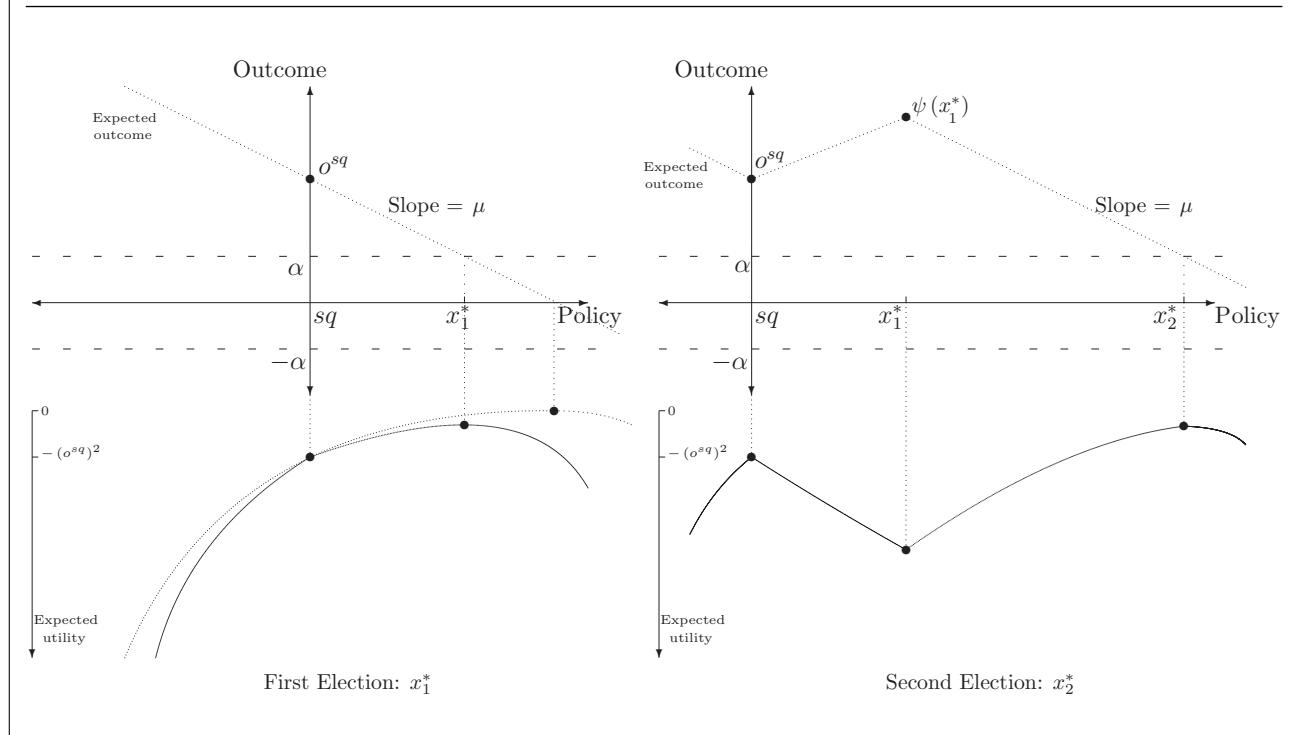 Outcome
Expected
outcome
o^{sq}
Slope = μ
α
sq
x_1^*
Policy
−α
0
−(o^{sq})^2
Expected
utility
First Election: x_1^*
Outcome
ψ(x_1^*)
o^{sq}
Expected
outcome
Slope = μ
α
sq
x_1^*
x_2^*
Policy
−α
0
−(o^{sq})^2
Expected
utility
Second Election: x_2^*